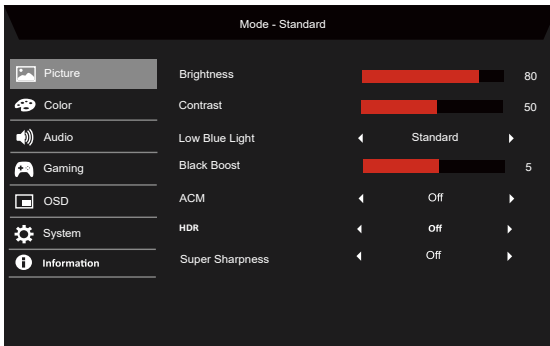 Mode - Standard
Picture
Color
Audio
Gaming
OSD
System
Information
Brightness 80
Contrast 50
Low Blue Light Standard
Black Boost 5
ACM Off
HDR Off
Super Sharpness Off